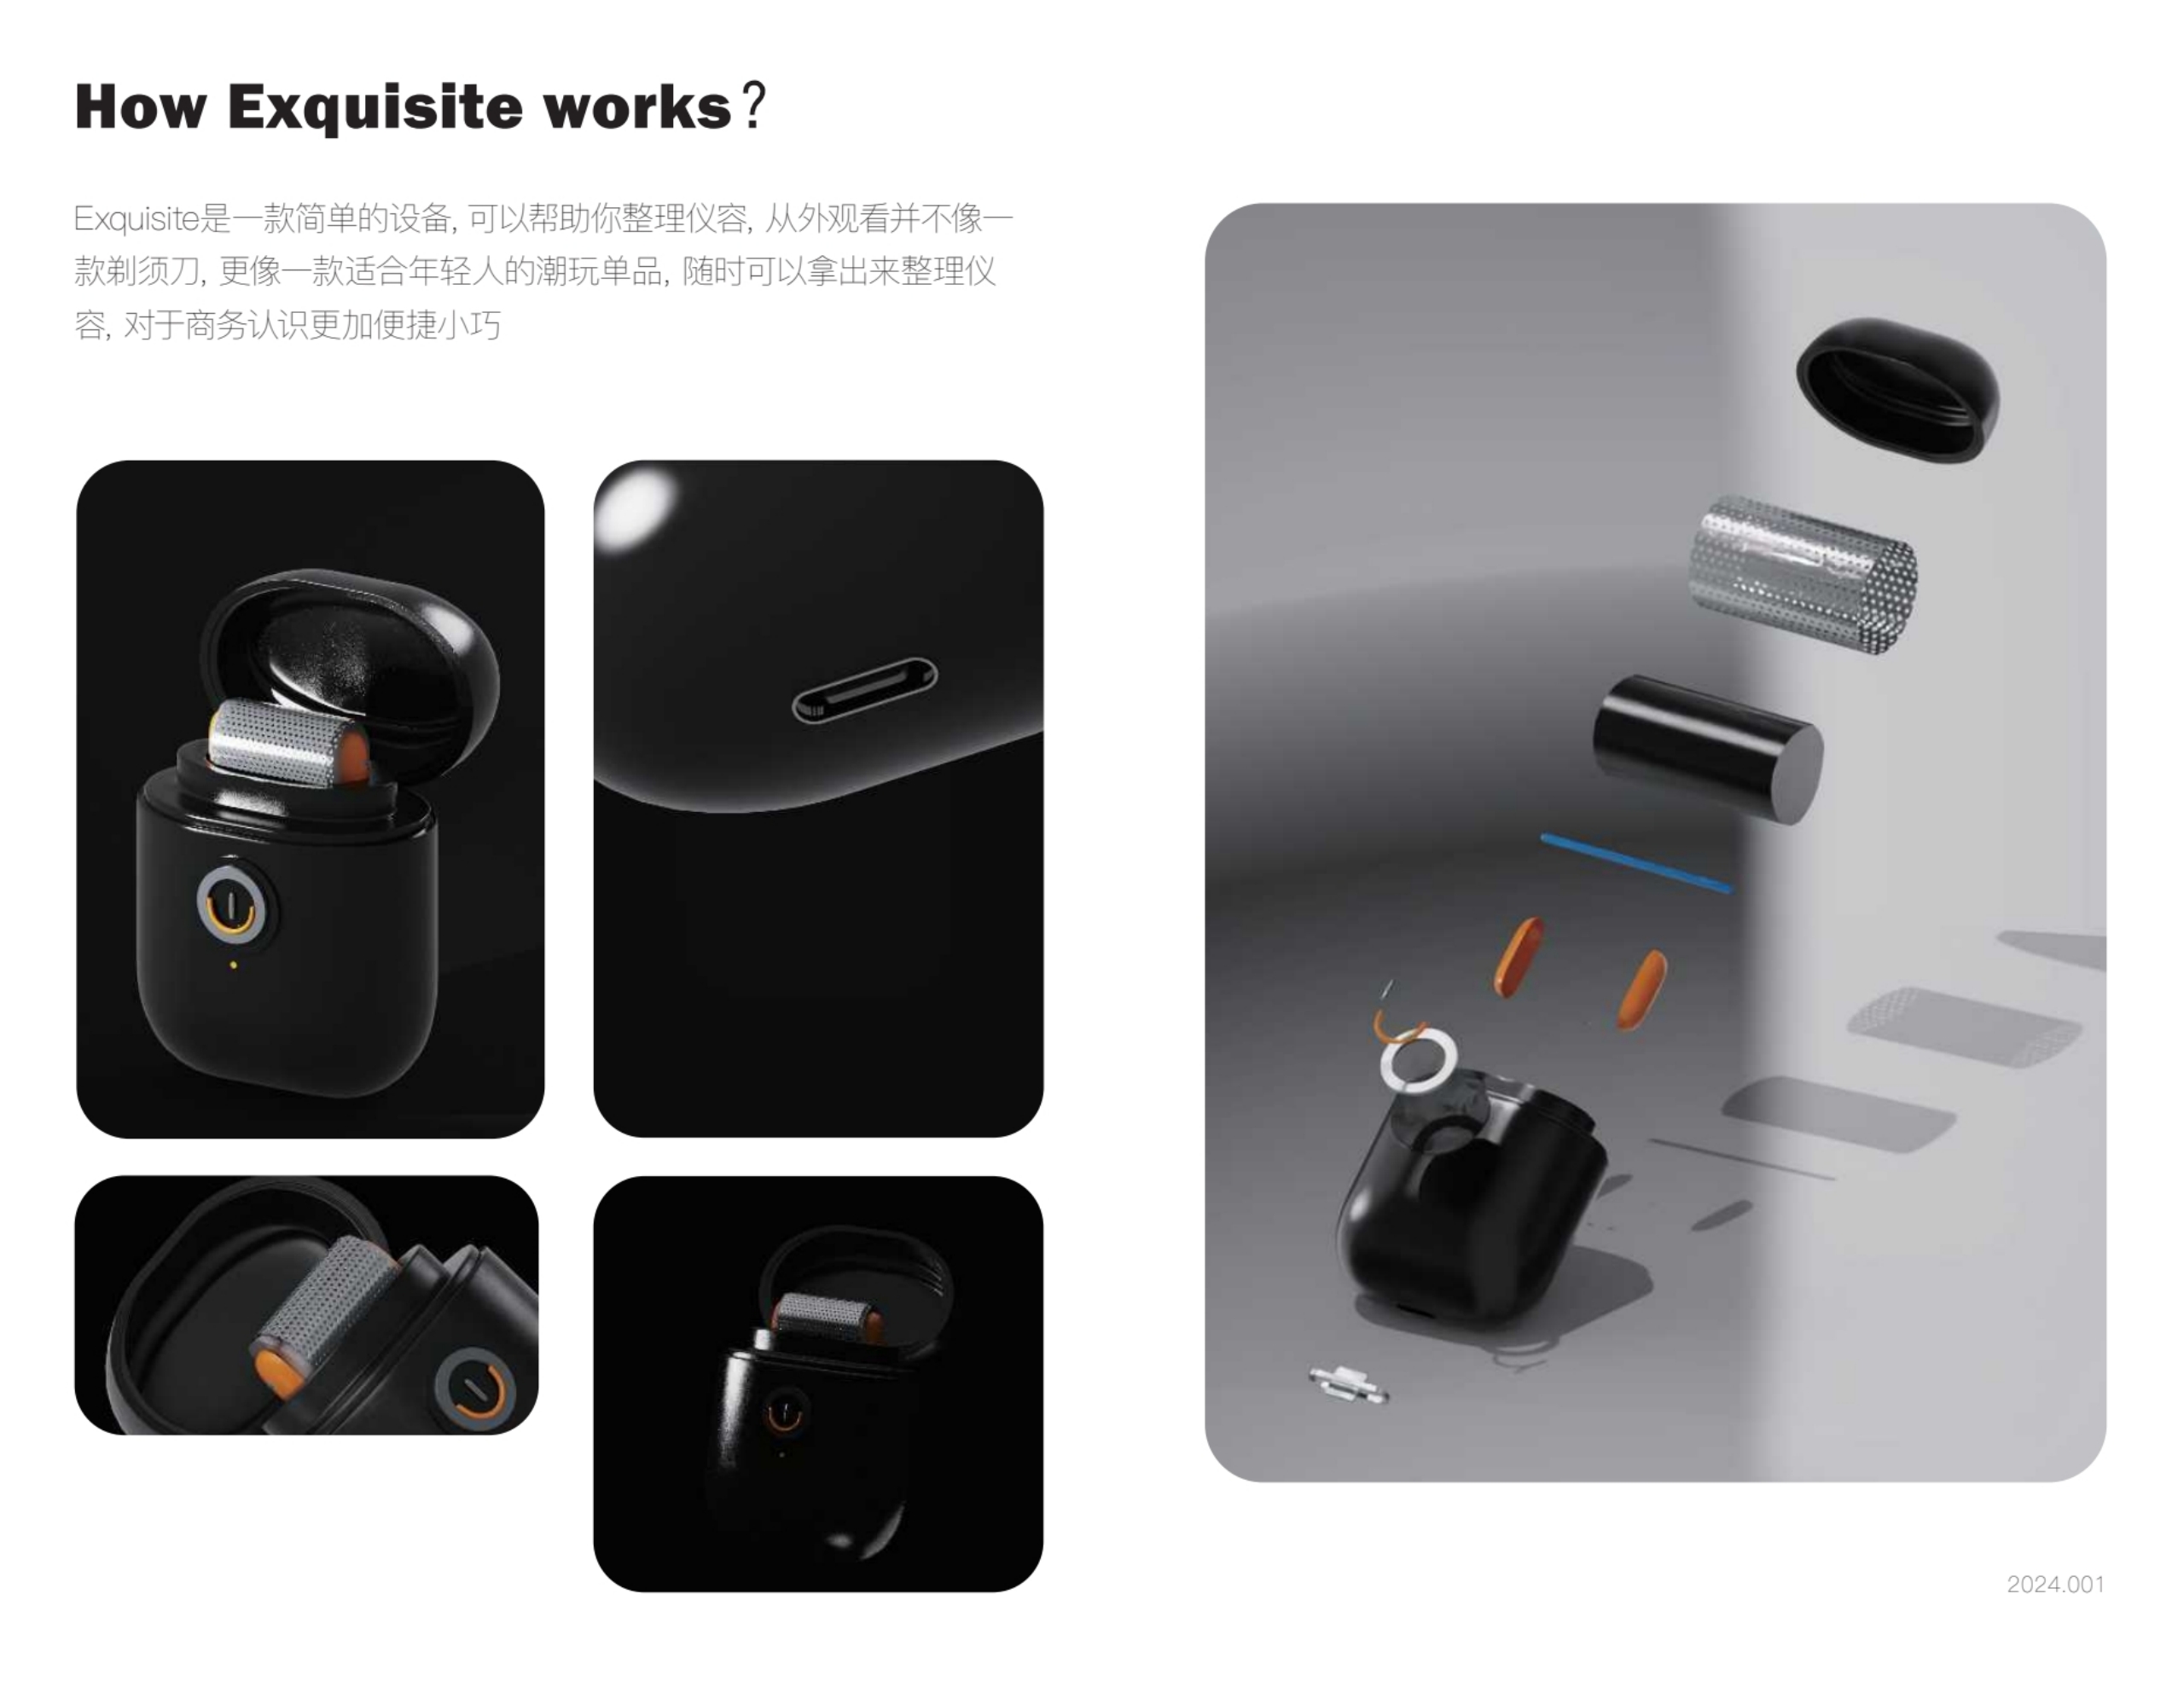 How Exquisite works?
Exquisite是一款简单的设备, 可以帮助你整理仪容, 从外观看并不像一
款剃须刀, 更像一款适合年轻人的潮玩单品, 随时可以拿出来整理仪
容, 对于商务认识更加便捷小巧
2024.001